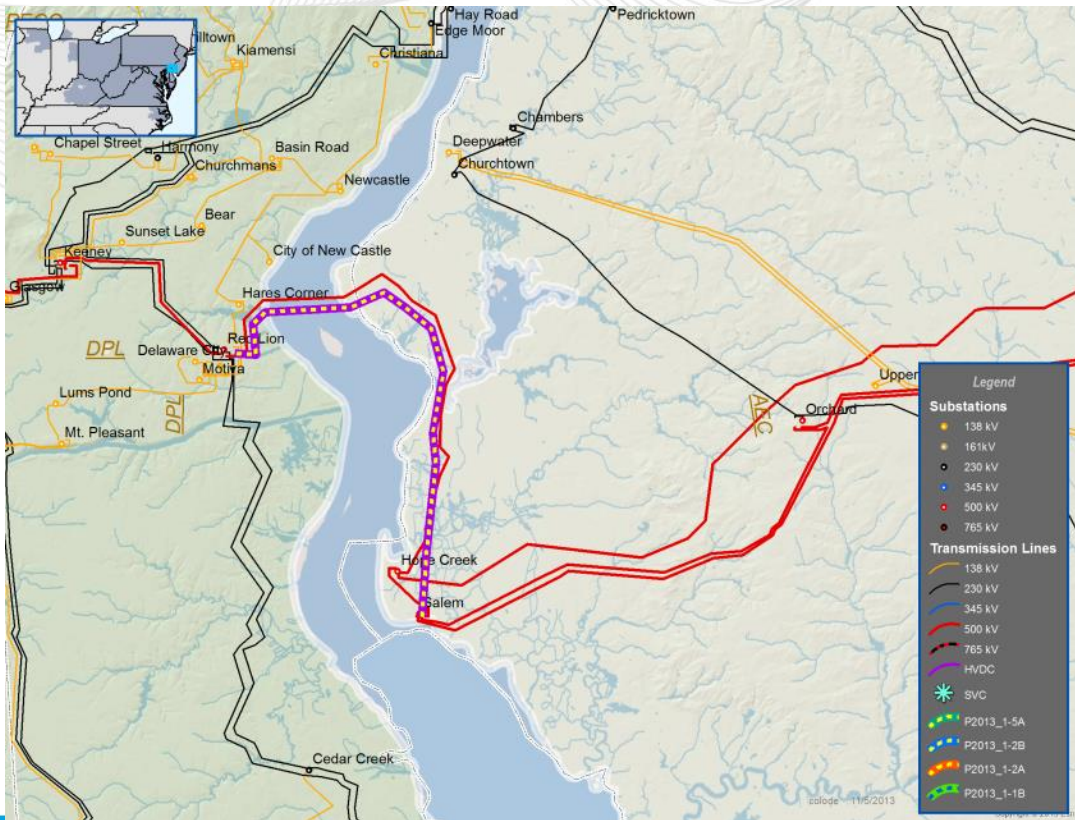 Hay Road
Pedricktown
Edge Moor
Kiamensi
Christiana
Chambers
Chapel Street
Harmony
Basin Road
Deepwater
Churchmans
Churchtown
Newcastle
Bear
Sunset Lake
City of New Castle
Keeney
Glasgow
Hares Corner
Red Lion
DPL
Delaware City
Motiva
Upper
Lums Pond
DPL
AEC
Orchard
Mt. Pleasant
Hope Creek
Salem
Cedar Creek
Legend
Substations
138 kV
161kV
230 kV
345 kV
500 kV
765 kV
Transmission Lines
138 kV
230 kV
345 kV
500 kV
765 kV
HVDC
SVC
P2013_1-5A
P2013_1-2B
P2013_1-2A
P2013_1-1B
colode 11/5/2013